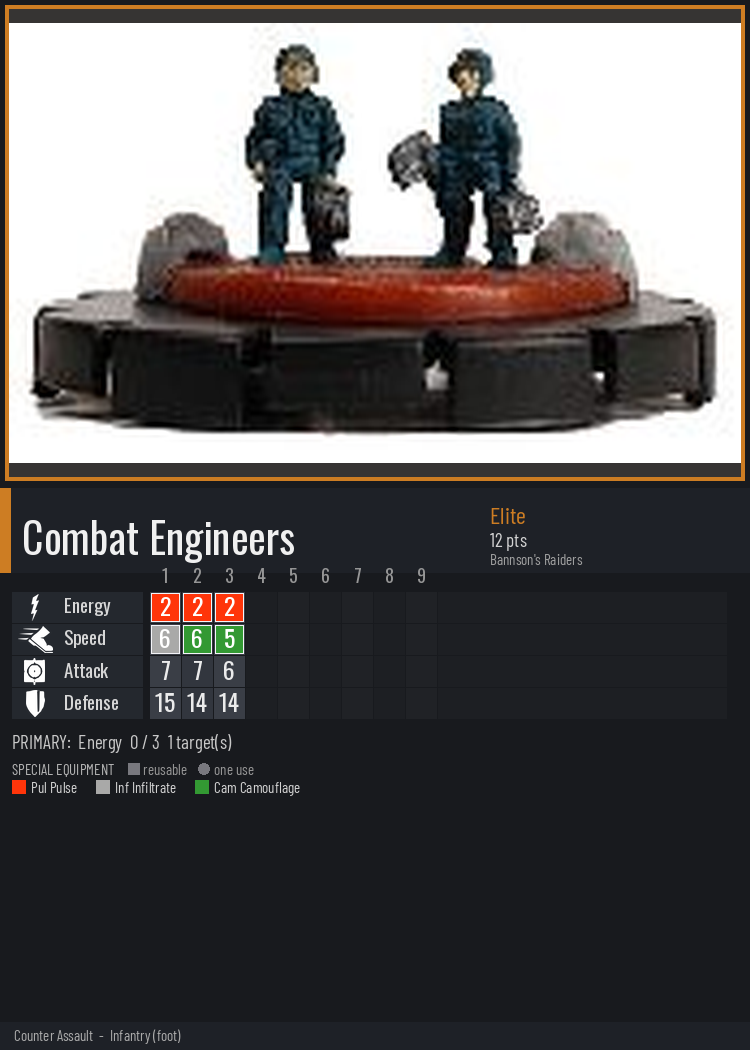 Combat Engineers
Elite
12 pts
Bannson's Raiders
1 2 3 4 5 6 7 8 9
Energy 2 2 2
Speed 6 6 5
Attack 7 7 6
Defense 15 14 14
PRIMARY: Energy 0 / 3 1 target(s)
SPECIAL EQUIPMENT reusable one use
Pul Pulse Inf Infiltrate Cam Camouflage
Counter Assault - Infantry (foot)